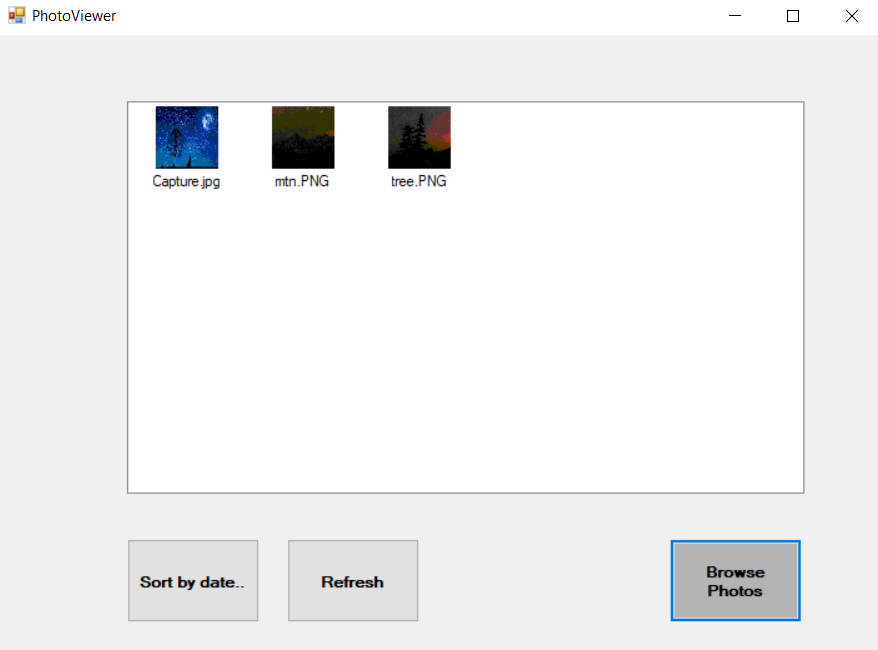 PhotoViewer
Capture.jpg
mtn.PNG
tree.PNG
Sort by date..
Refresh
Browse
Photos